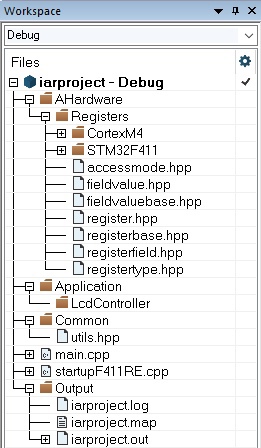 Workspace
Debug
Files
iarproject - Debug
AHardware
Registers
CortexM4
STM32F411
accessmode.hpp
fieldvalue.hpp
fieldvaluebase.hpp
register.hpp
registerbase.hpp
registerfield.hpp
registertype.hpp
Application
LcdController
Common
utils.hpp
main.cpp
startupF411RE.cpp
Output
iarproject.log
iarproject.map
iarproject.out